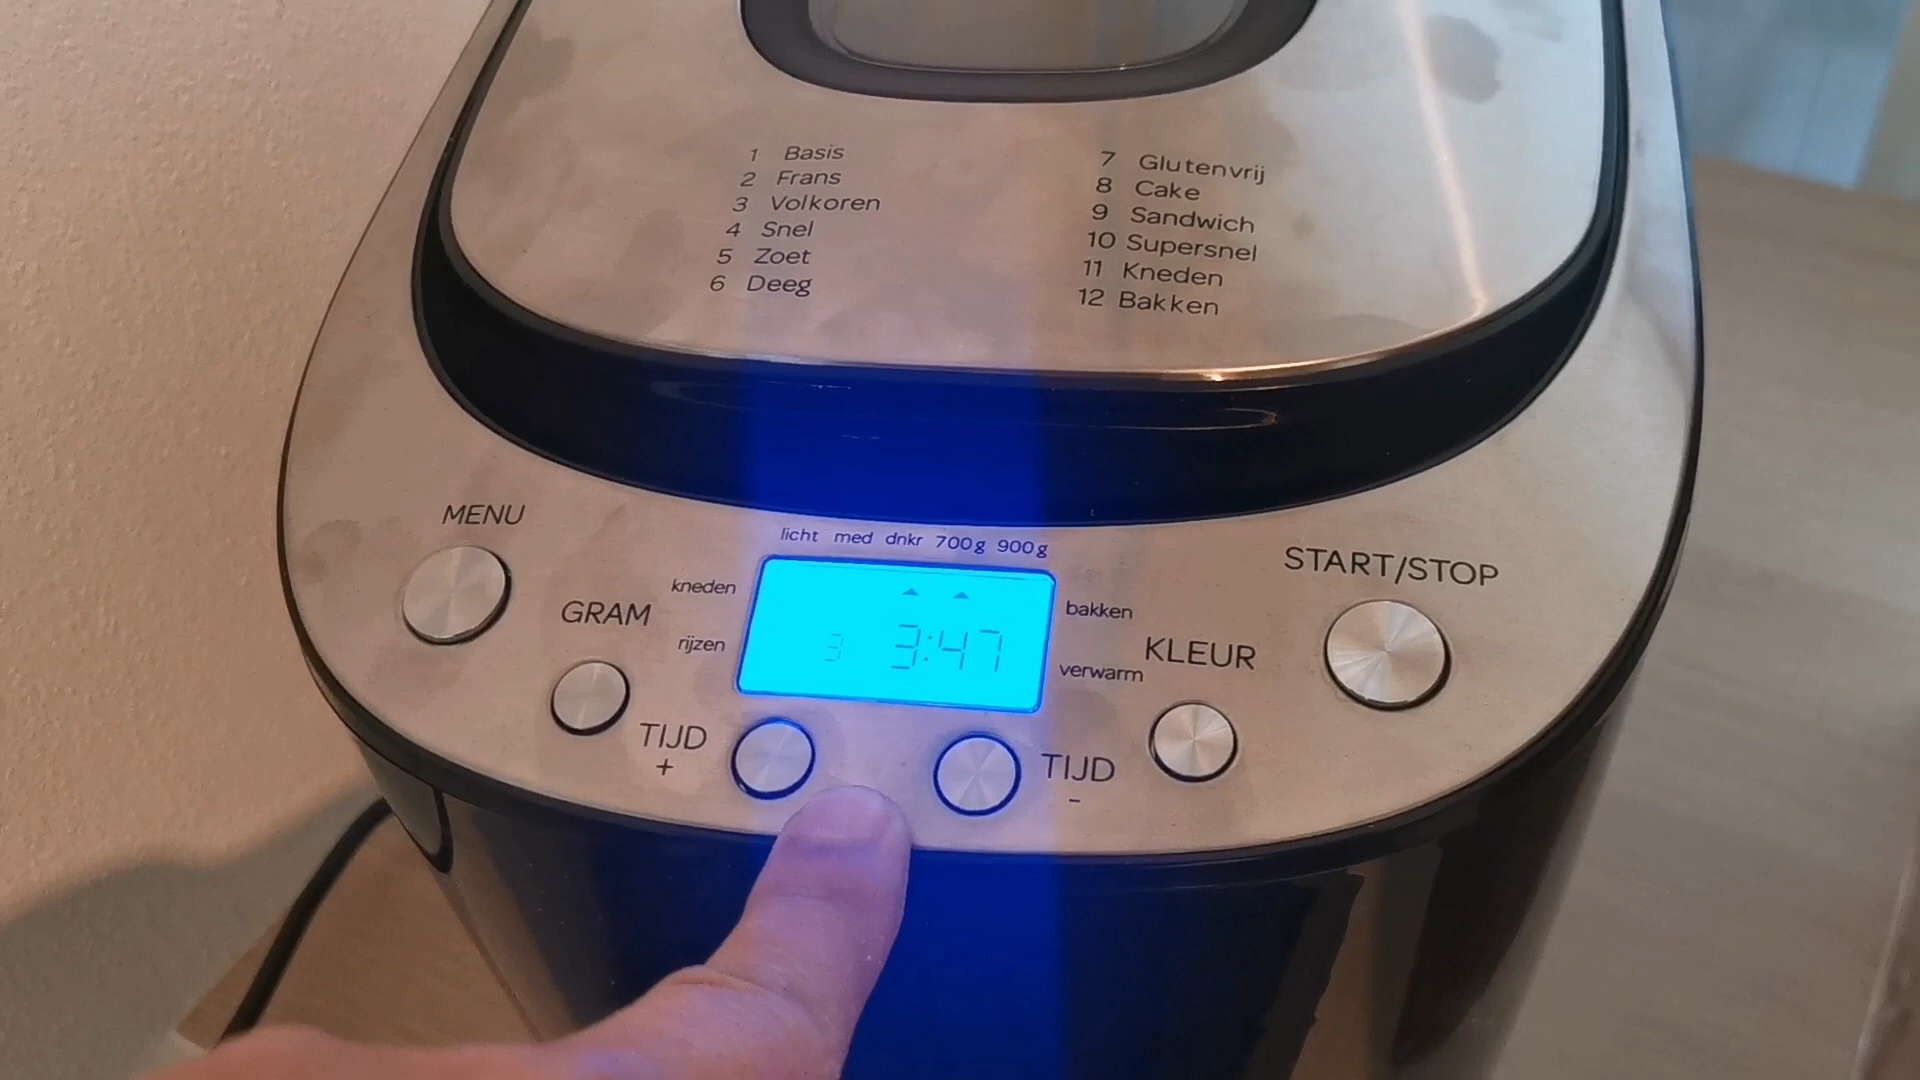 1 Basis
2 Frans
3 Volkoren
4 Snel
5 Zoet
6 Deeg
7 Glutenvrij
8 Cake
9 Sandwich
10 Supersnel
11 Kneden
12 Bakken
MENU
GRAM
TIJD
+
licht med dnkr 700g 900g
kneden
rijzen
3 3:47
bakken
verwarm
TIJD
-
KLEUR
START/STOP